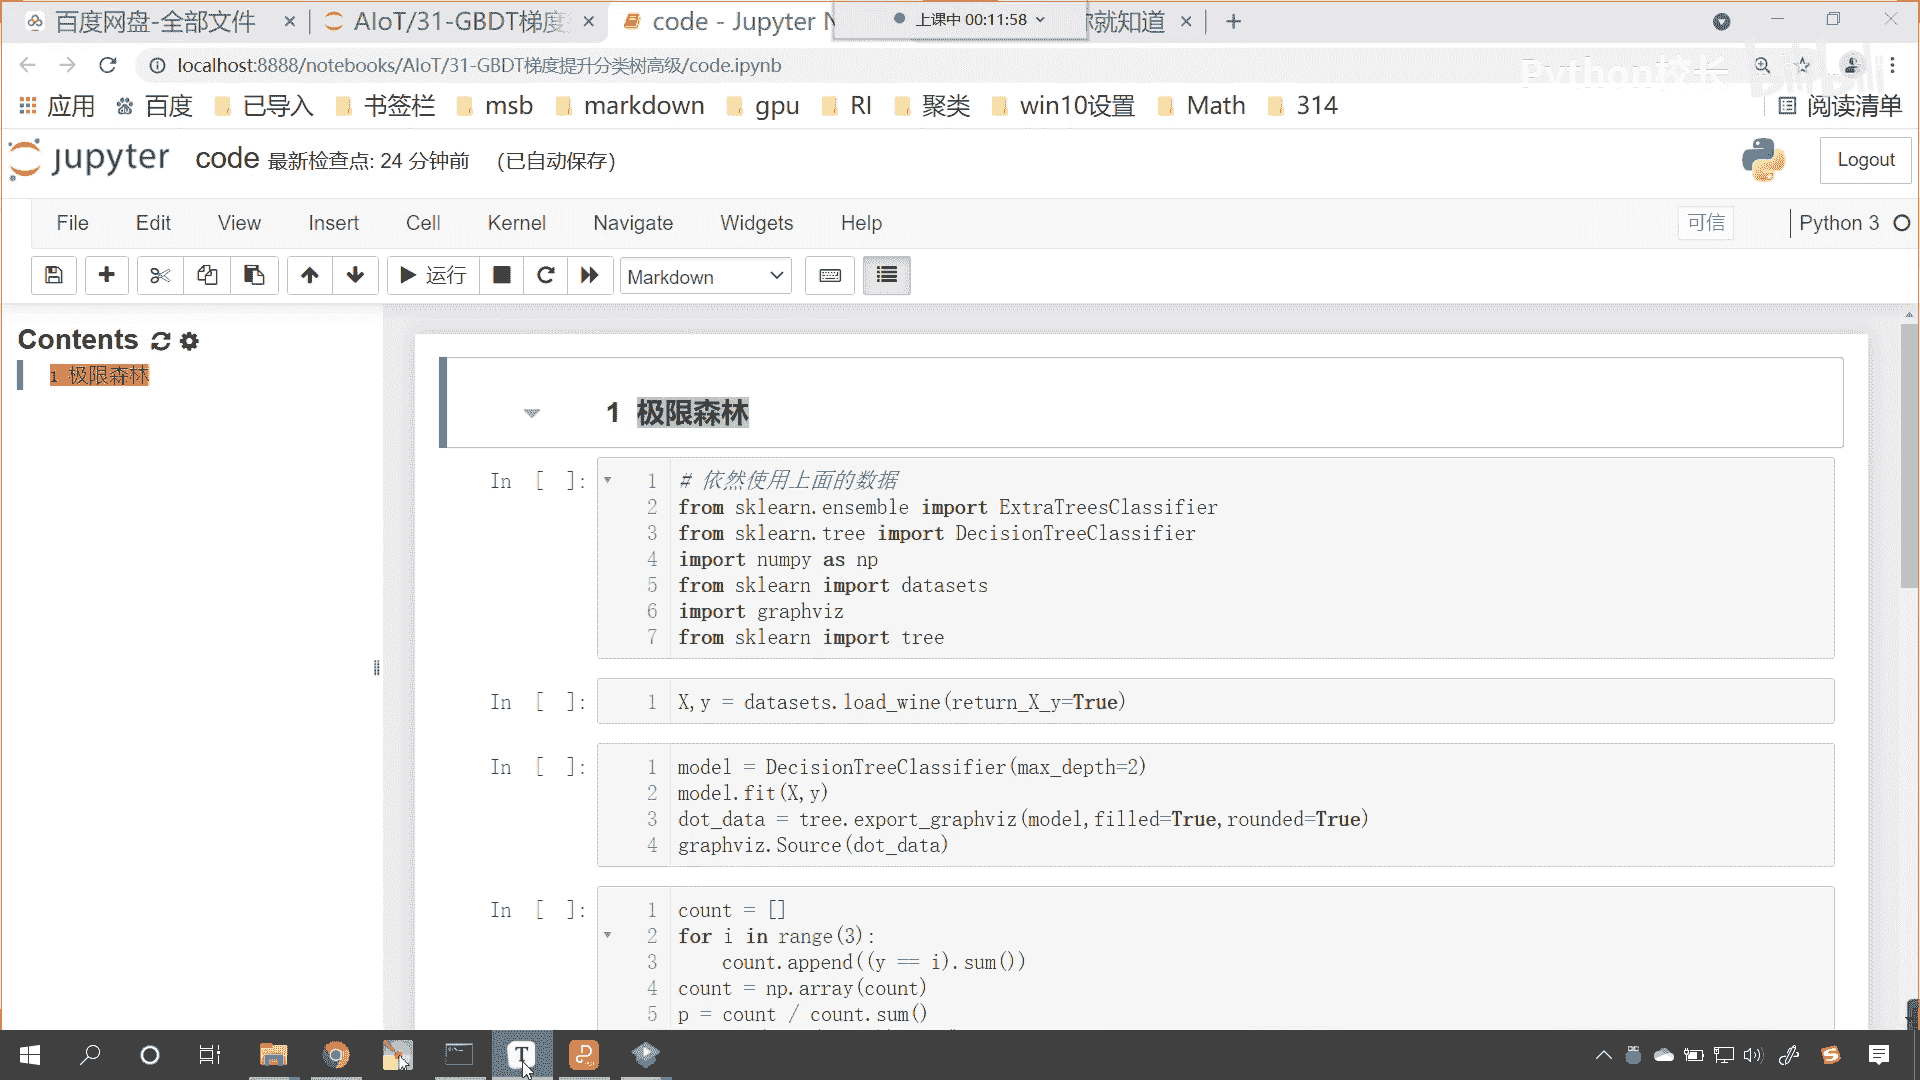 百度网盘-全部文件
AIoT/31-GBDT梯度
code - Jupyter N
上课中 00:11:58
你就知道
localhost:8888/notebooks/AIoT/31-GBDT梯度提升分类树高级/code.ipynb
Python校长
bilibili
应用 百度 已导入 书签栏 msb markdown gpu RI 聚类 win10设置 Math 314 阅读清单
jupyter code 最新检查点: 24 分钟前 (已自动保存)
Logout
File Edit View Insert Cell Kernel Navigate Widgets Help
可信
Python 3
运行
Markdown
Contents
1 极限森林
1 极限森林
In [ ]:
1 # 依然使用上面的数据
2 from sklearn.ensemble import ExtraTreesClassifier
3 from sklearn.tree import DecisionTreeClassifier
4 import numpy as np
5 from sklearn import datasets
6 import graphviz
7 from sklearn import tree
In [ ]:
1 X,y = datasets.load_wine(return_X_y=True)
In [ ]:
1 model = DecisionTreeClassifier(max_depth=2)
2 model.fit(X,y)
3 dot_data = tree.export_graphviz(model,filled=True,rounded=True)
4 graphviz.Source(dot_data)
In [ ]:
1 count = []
2 for i in range(3):
3 count.append((y == i).sum())
4 count = np.array(count)
5 p = count / count.sum()